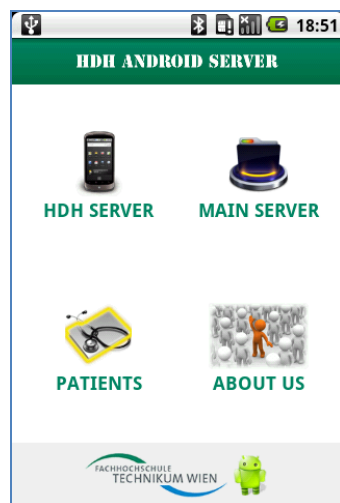 18:51
HDH ANDROID SERVER
HDH SERVER MAIN SERVER
PATIENTS ABOUT US
FACHHOCHSCHULE
TECHNIKUM WIEN